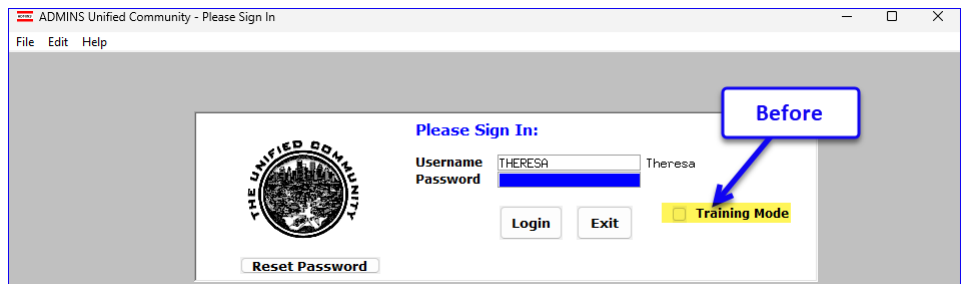 ADMINS ADMINS Unified Community - Please Sign In
File Edit Help
Before
Please Sign In:
THE UNIFIED COMMUNITY
Username THERESA Theresa
Password
Training Mode
Login Exit
Reset Password